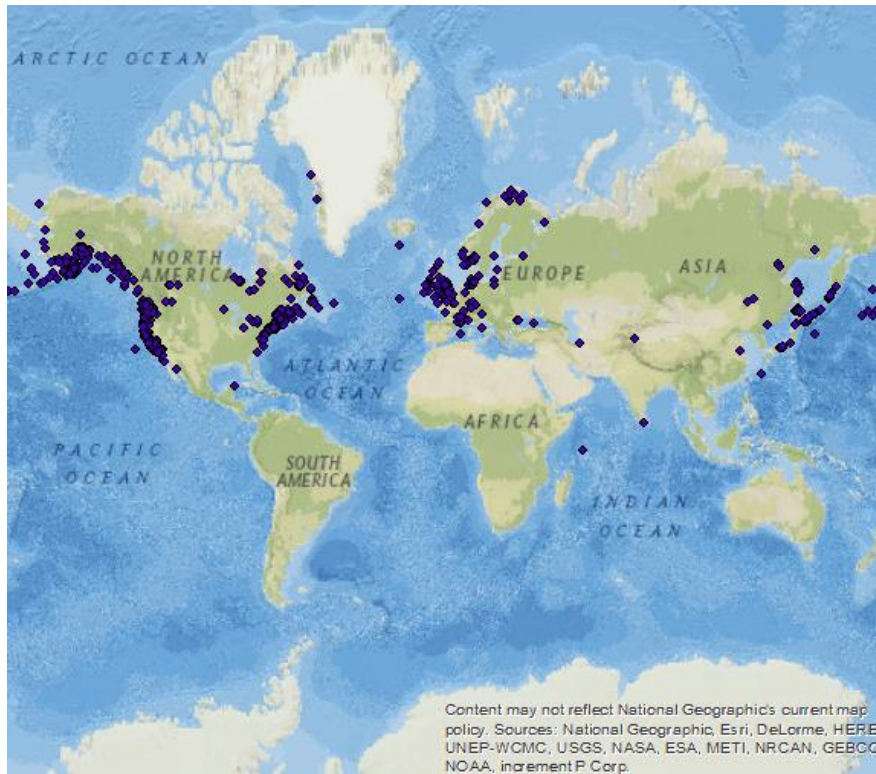 ARCTIC OCEAN
NORTH
AMERICA
EUROPE
ASIA
ATLANTIC
OCEAN
AFRICA
PACIFIC
OCEAN
SOUTH
AMERICA
INDIAN
OCEAN
Content may not reflect National Geographic's current map
policy. Sources: National Geographic, Esri, DeLorme, HERE
UNEP-WCMC, USGS, NASA, ESA, METI, NRCAN, GEBCO
NOAA, increment P Corp.